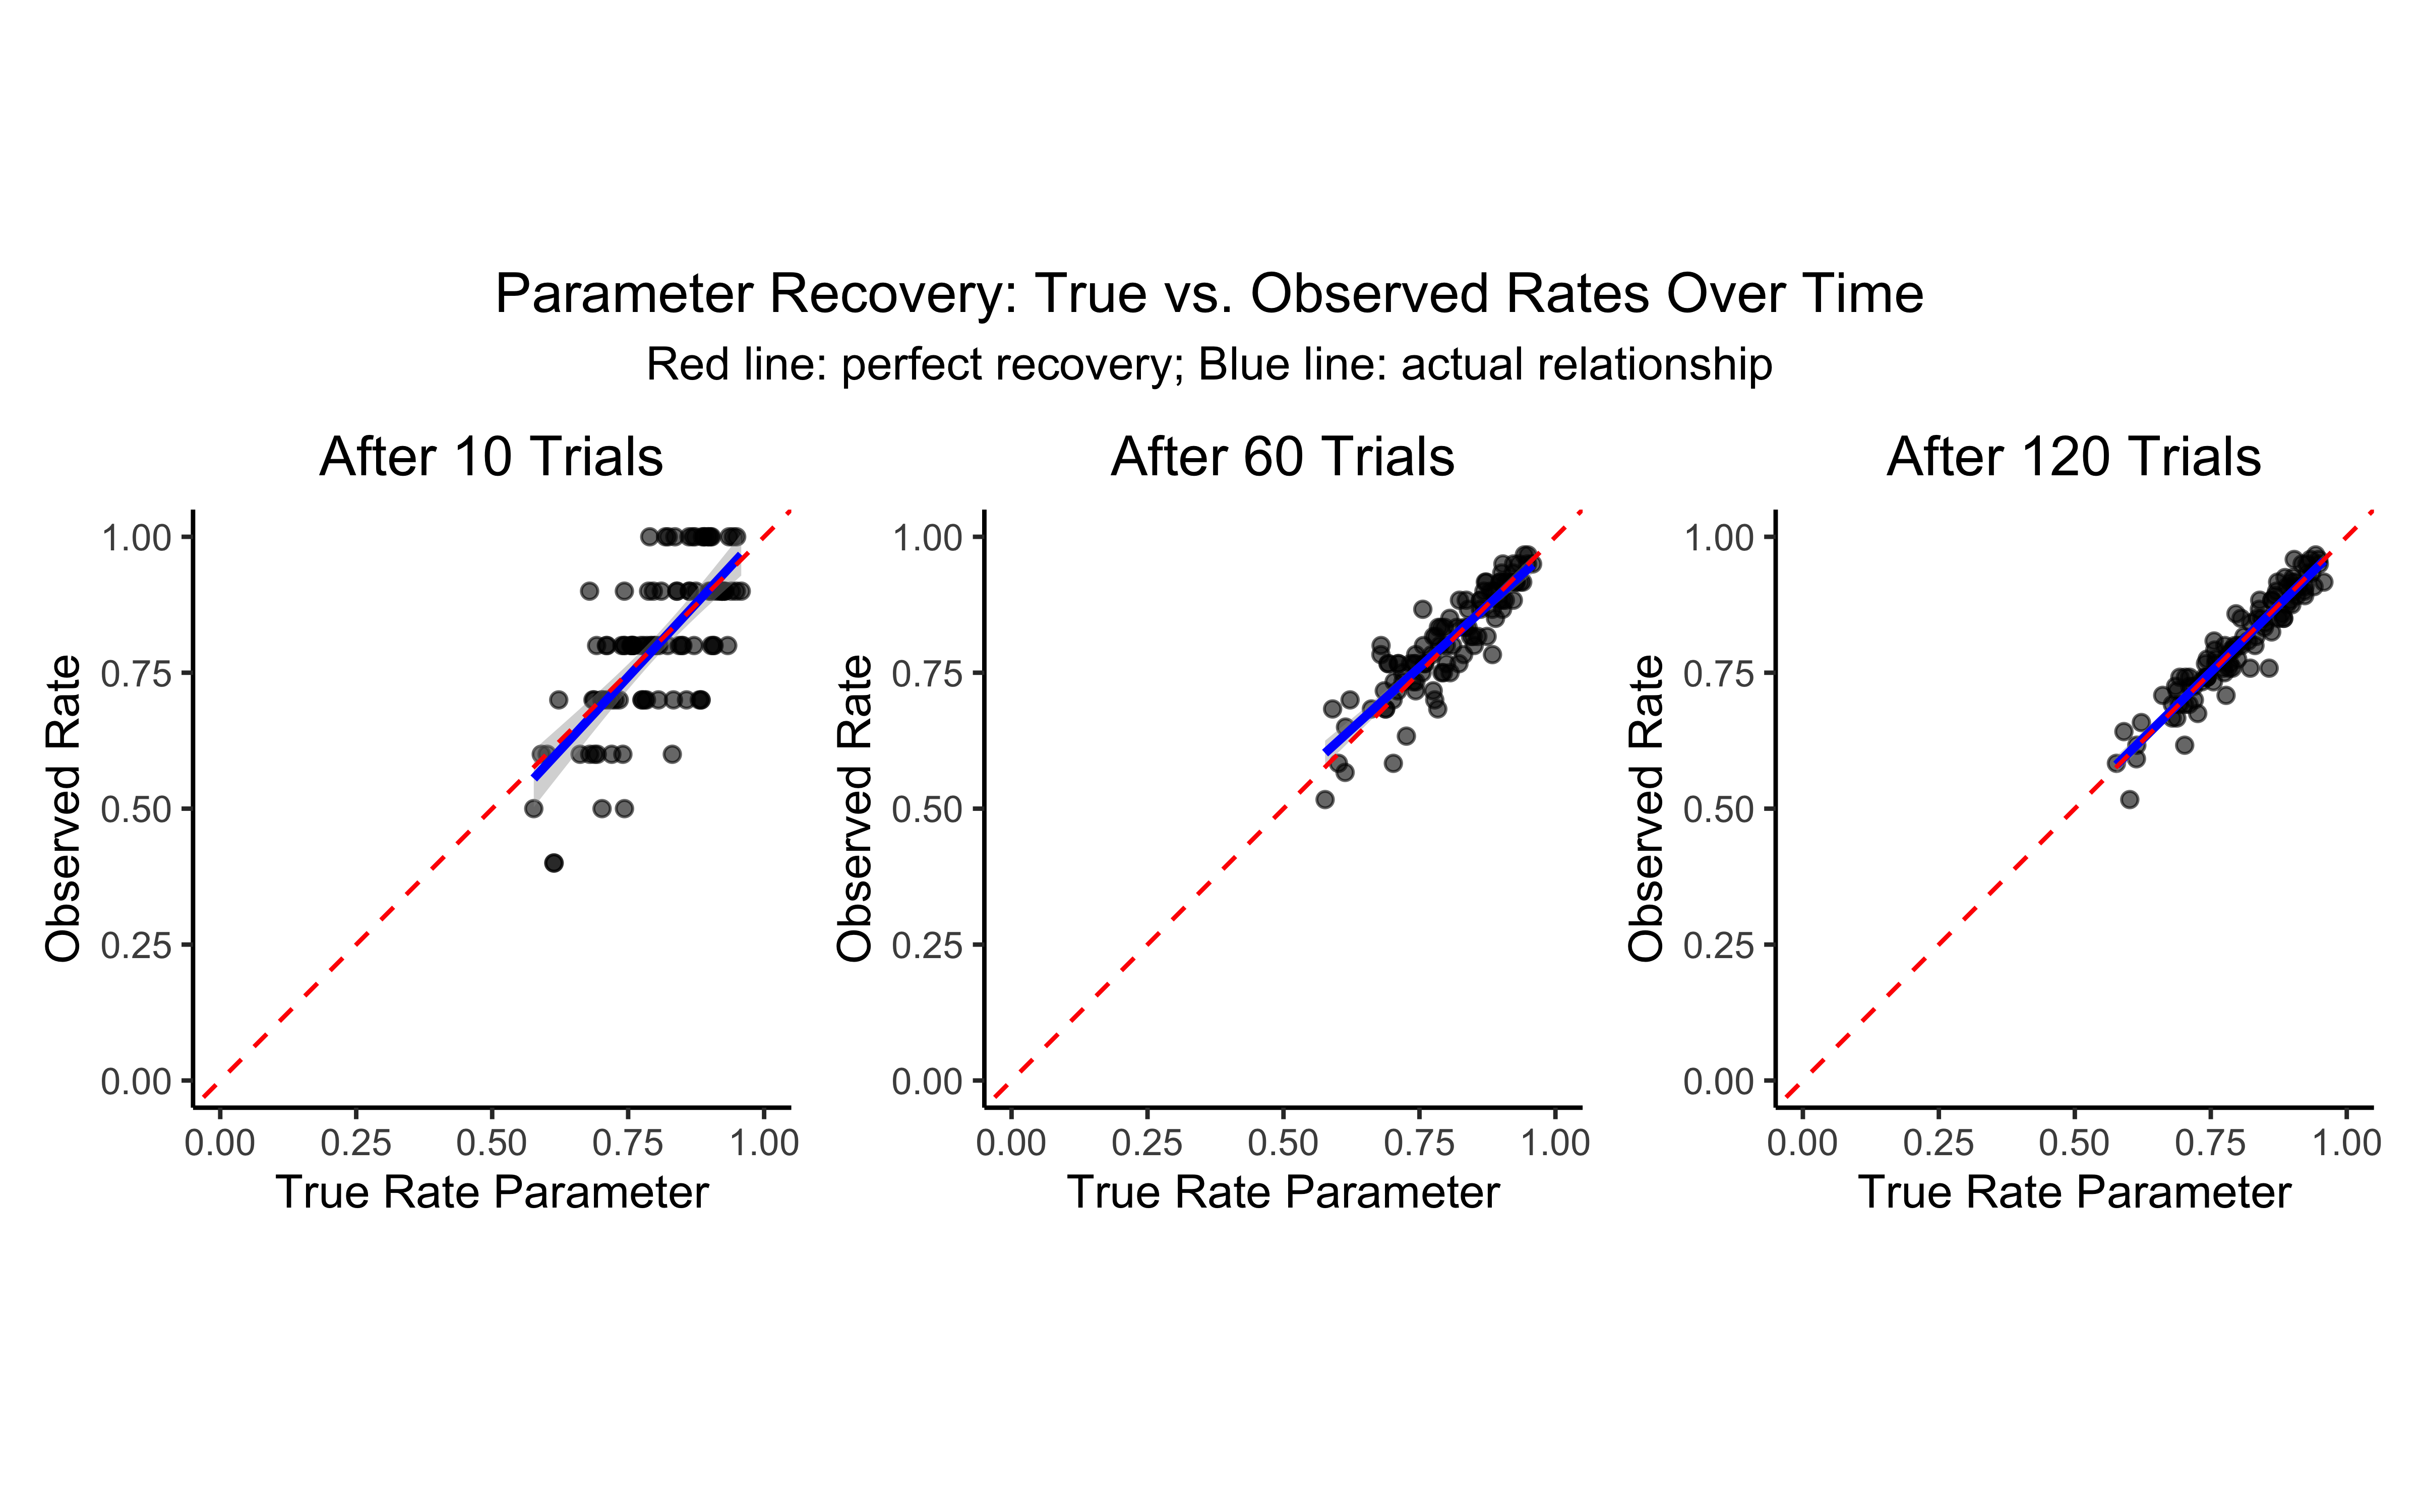 Parameter Recovery: True vs. Observed Rates Over Time
Red line: perfect recovery; Blue line: actual relationship
After 10 Trials
Observed Rate
1.00
0.75
0.50
0.25
0.00
0.00 0.25 0.50 0.75 1.00
True Rate Parameter
After 60 Trials
Observed Rate
1.00
0.75
0.50
0.25
0.00
0.00 0.25 0.50 0.75 1.00
True Rate Parameter
After 120 Trials
Observed Rate
1.00
0.75
0.50
0.25
0.00
0.00 0.25 0.50 0.75 1.00
True Rate Parameter